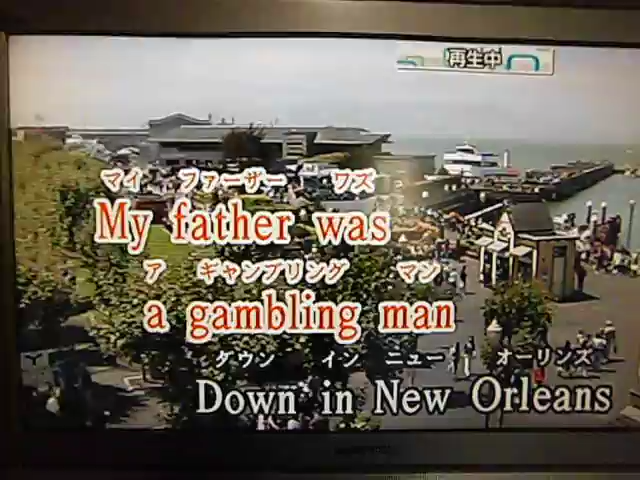 再生中
マイ ファーザー ワズ
My father was
ア ギャンブリング マン
a gambling man
ダウン イン ニュー オーリンズ
Down in New Orleans